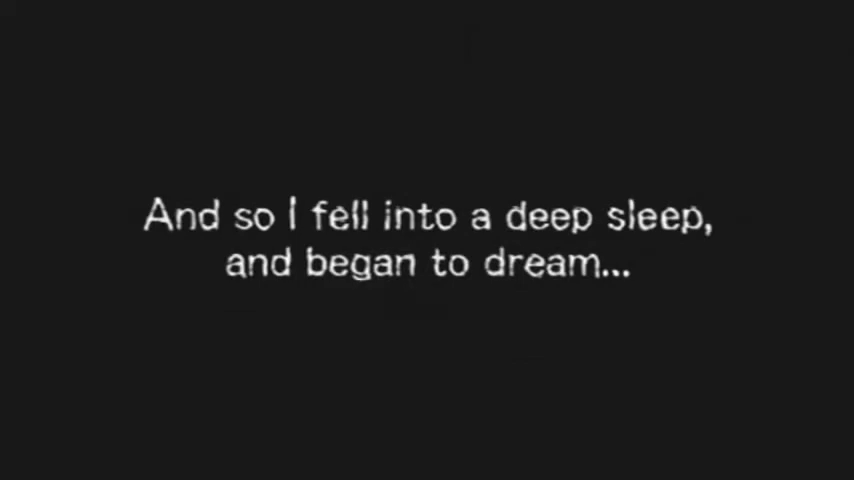 And so I fell into a deep sleep,
and began to dream...